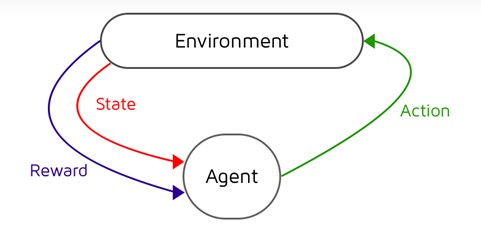 Environment
State
Action
Reward
Agent